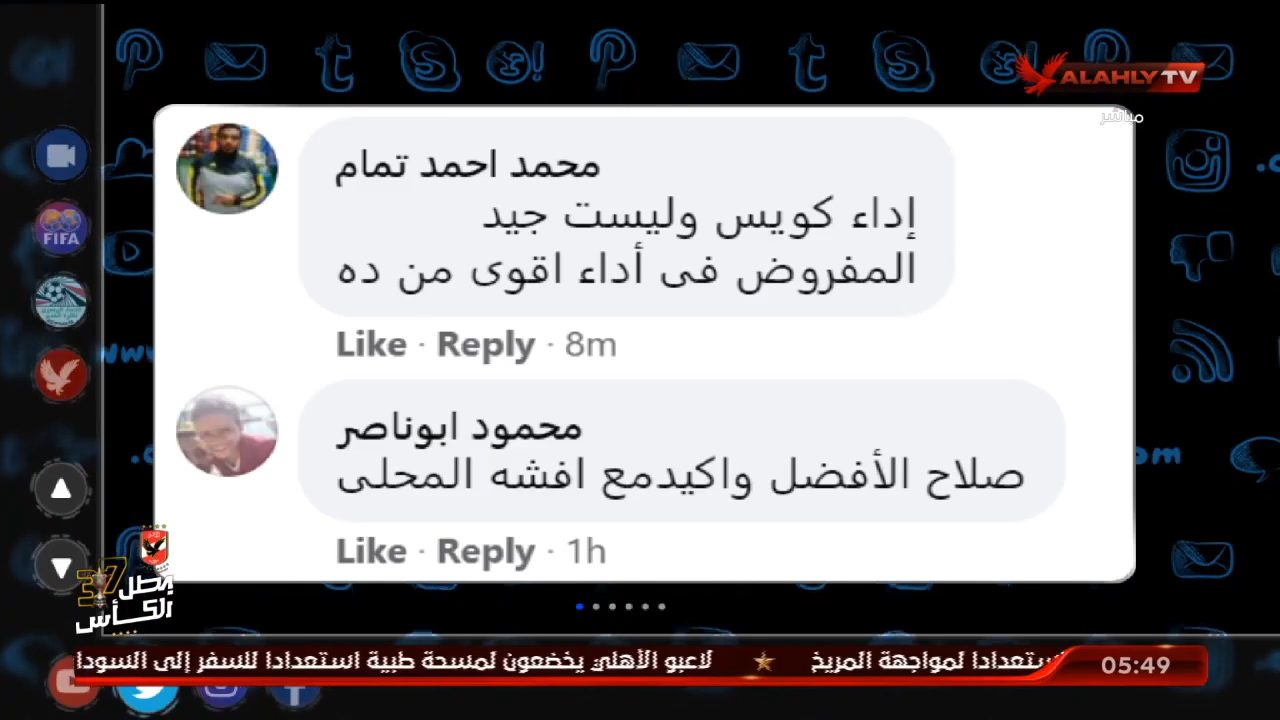 ALAHLY TV
مباشر
محمد احمد تمام
إداء كويس وليست جيد
المفروض فى أداء اقوى من ده
Like · Reply · 8m
محمود ابوناصر
صلاح الأفضل واكيدمع افشه المحلى
Like · Reply · 1h
FIFA
بطل الكأس 37
ستعدادا لمواجهة المريخ ★ لاعبو الأهلي يخضعون لمسحة طبية استعدادا للسفر إلى السودا
05:49